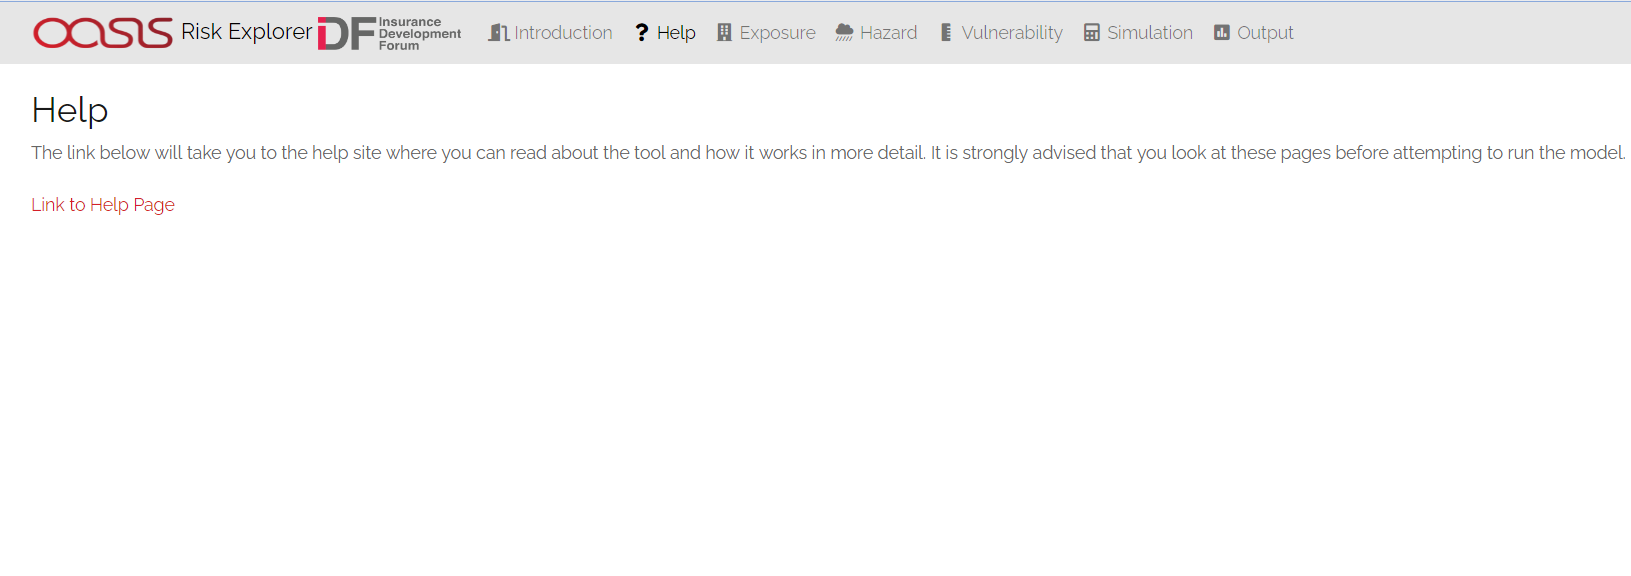 OASIS Risk Explorer IDF Insurance Development Forum Introduction Help Exposure Hazard Vulnerability Simulation Output
Help
The link below will take you to the help site where you can read about the tool and how it works in more detail. It is strongly advised that you look at these pages before attempting to run the model.
Link to Help Page